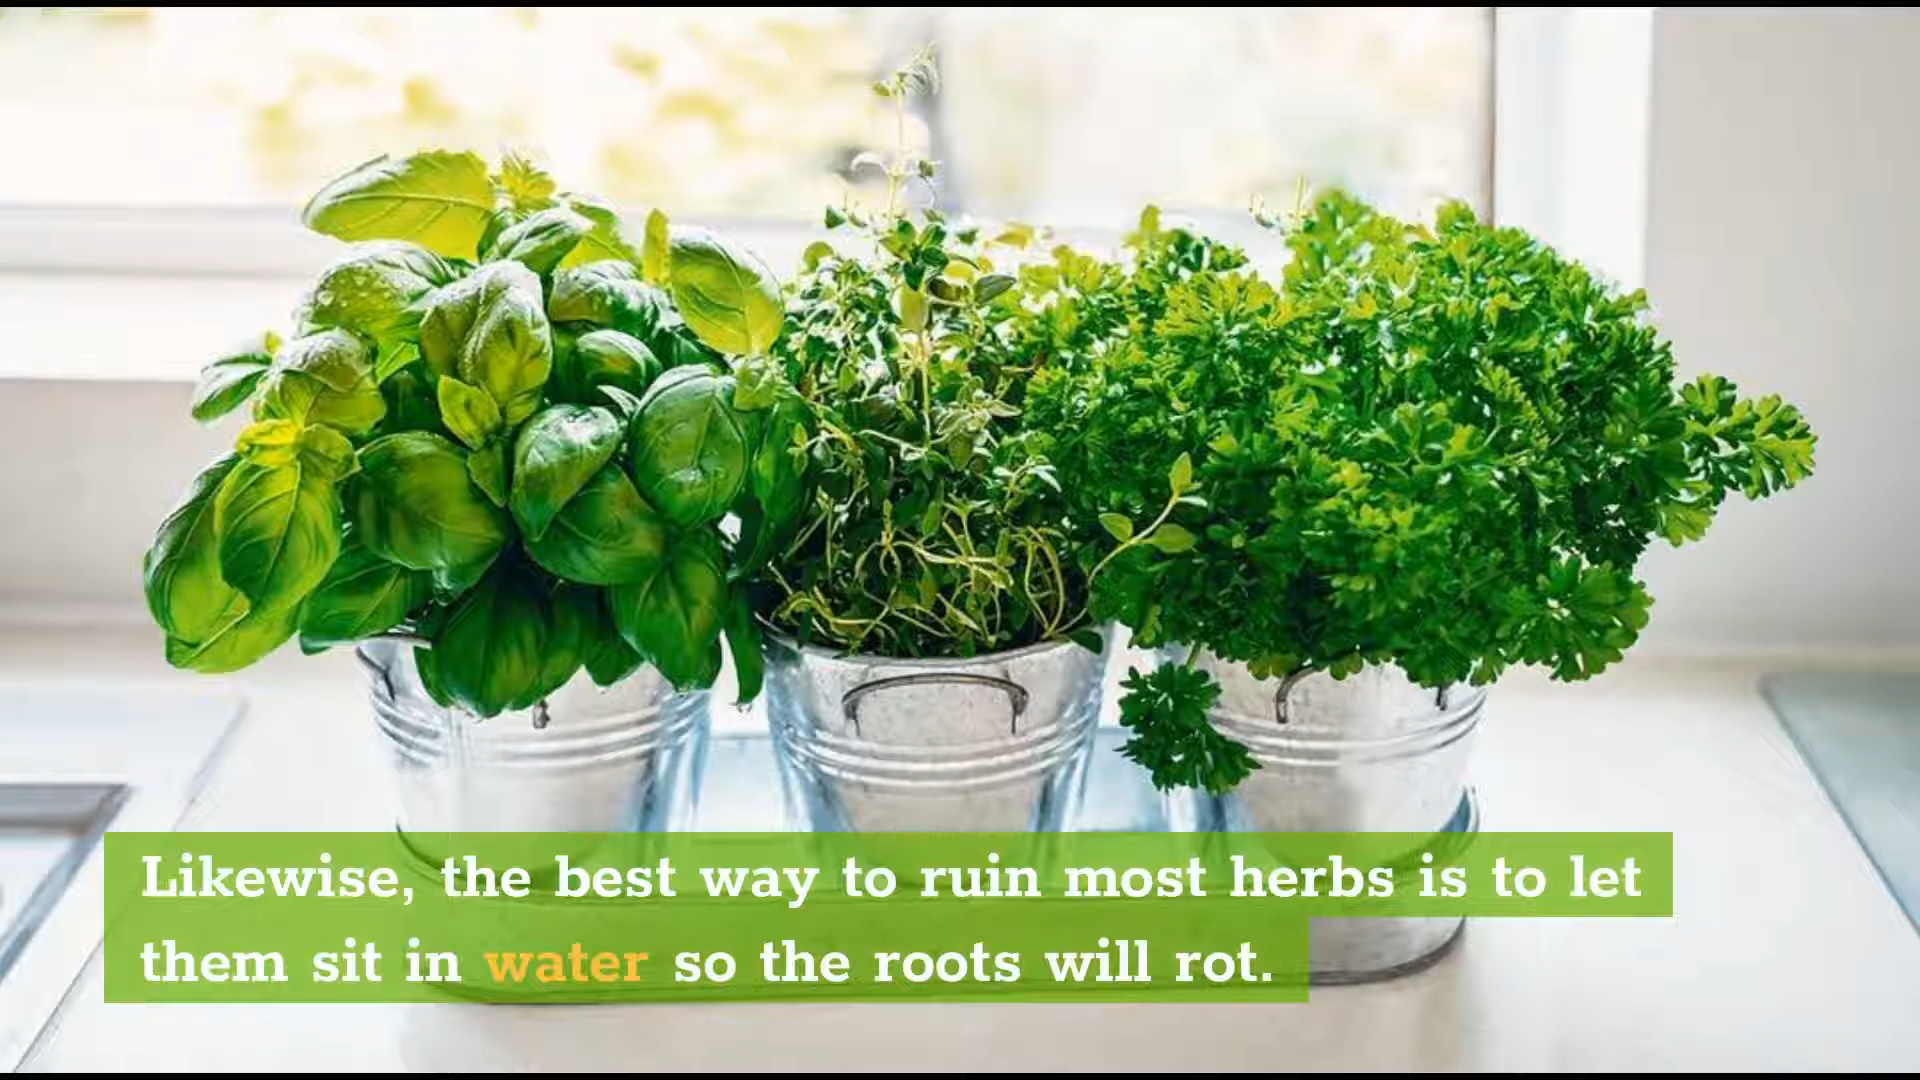 Likewise, the best way to ruin most herbs is to let
them sit in water so the roots will rot.